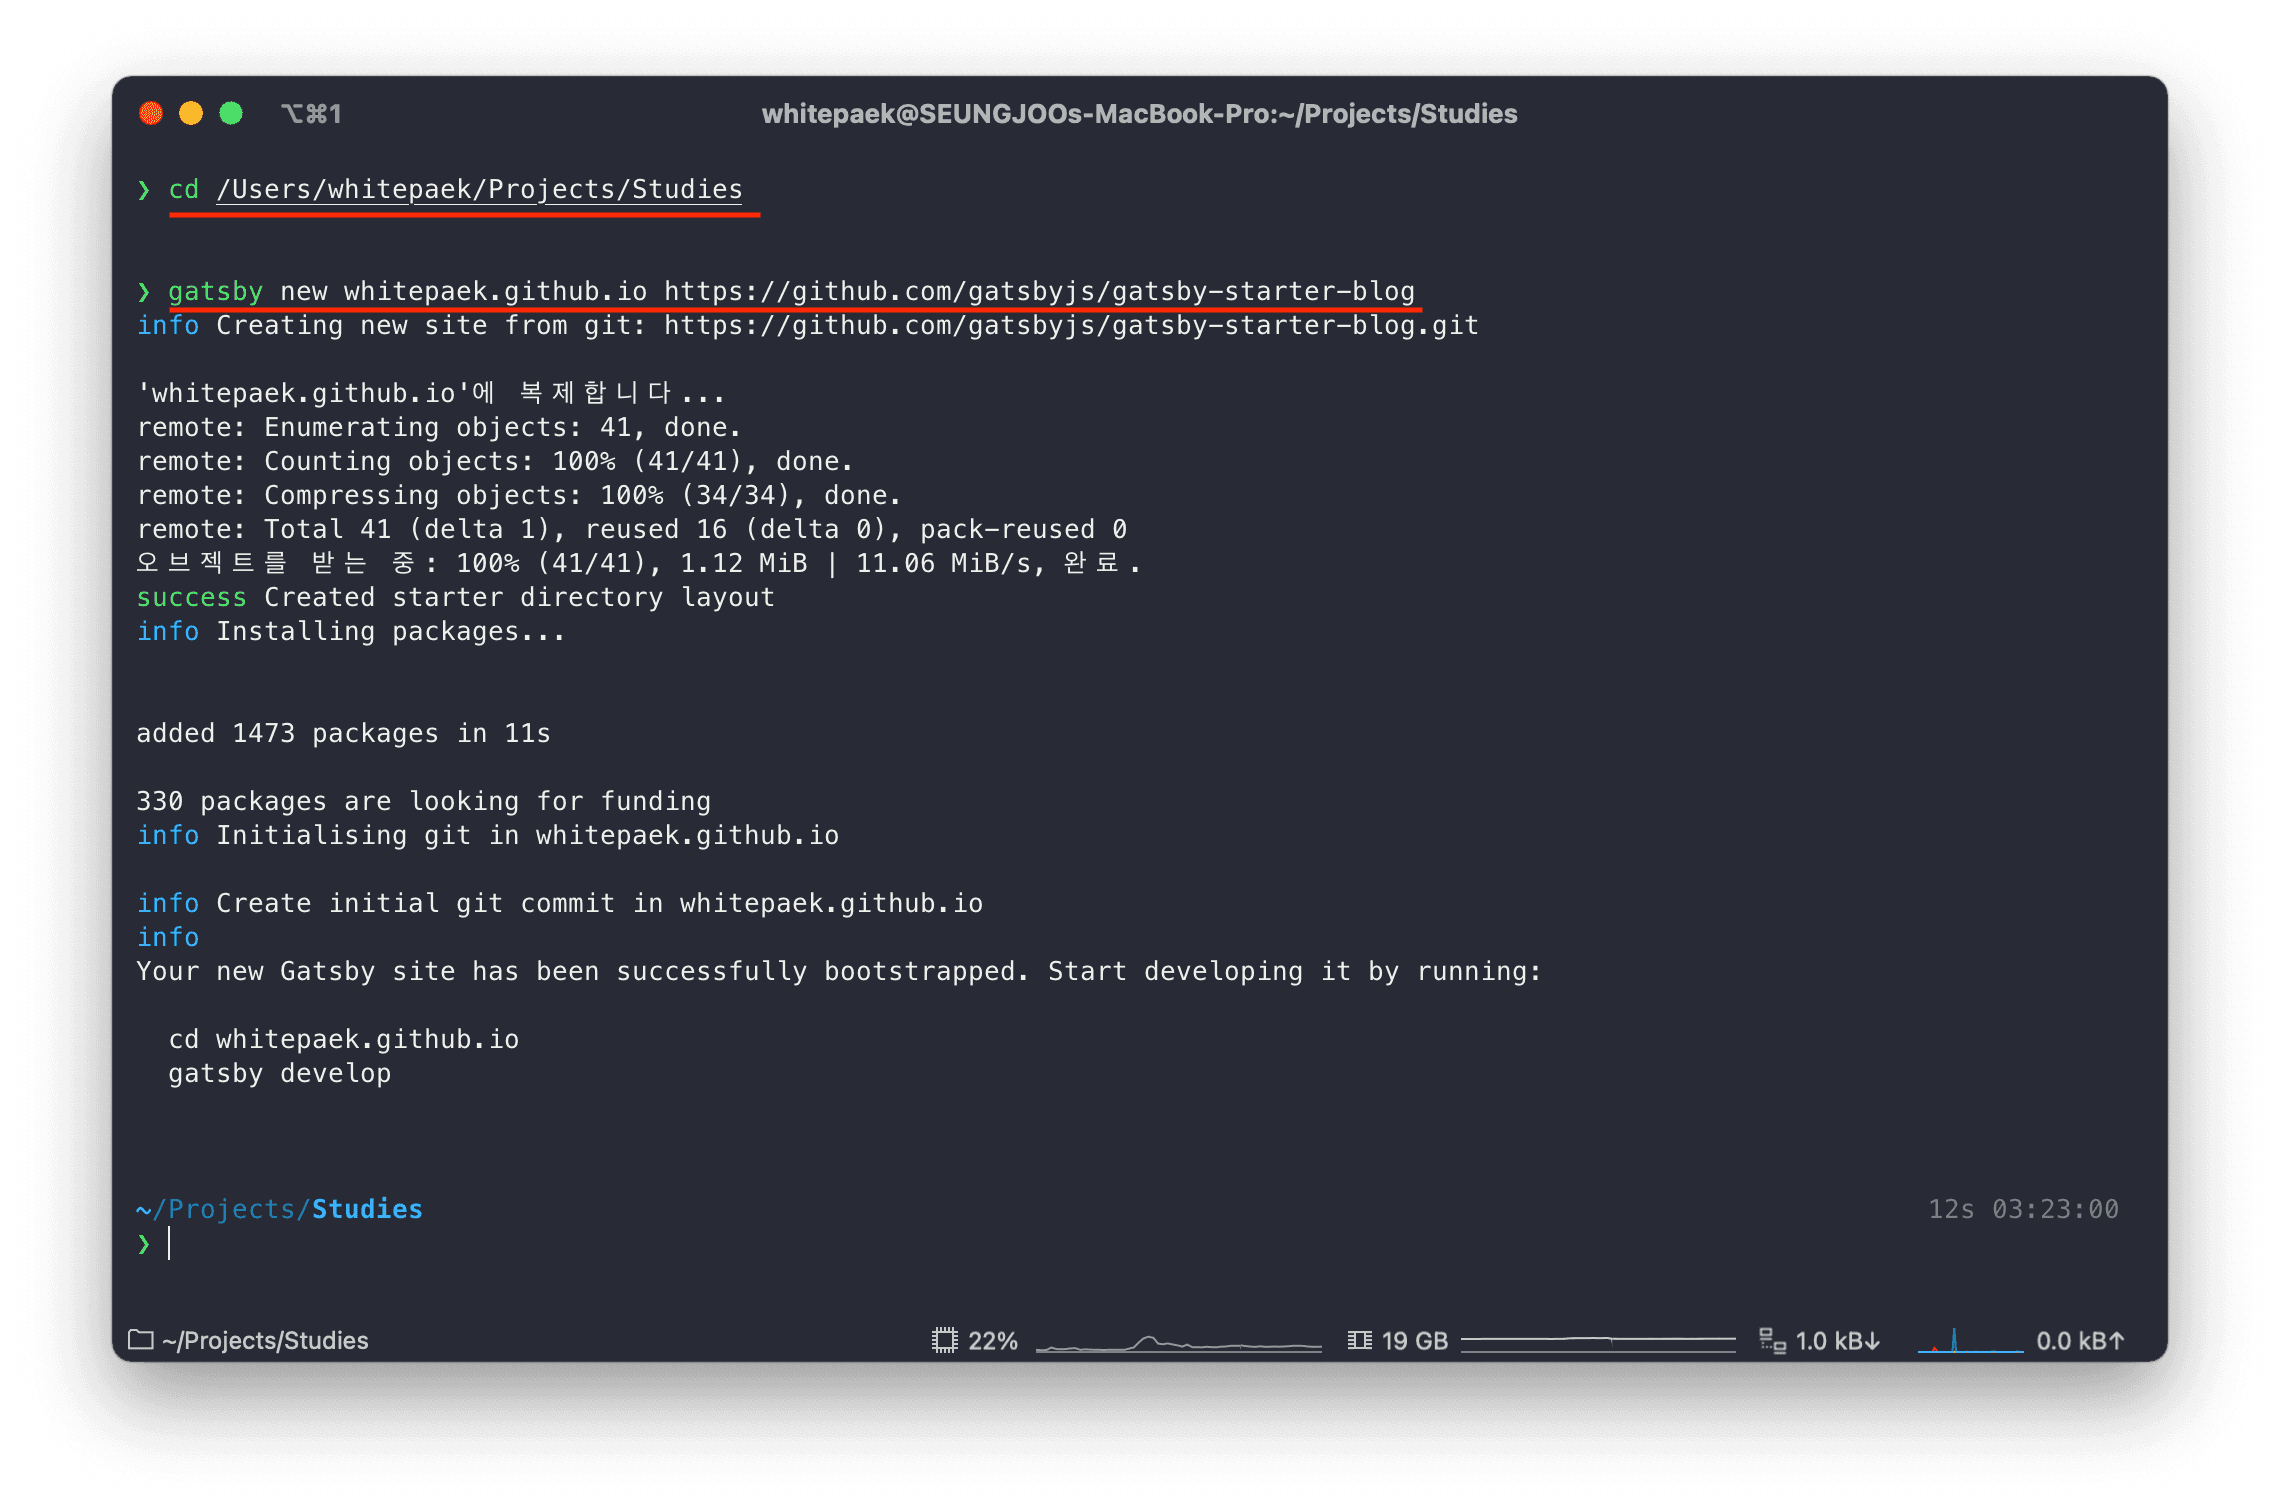 ⌥⌘1
whitepaek@SEUNGJOOs-MacBook-Pro:~/Projects/Studies
❯ cd /Users/whitepaek/Projects/Studies
❯ gatsby new whitepaek.github.io https://github.com/gatsbyjs/gatsby-starter-blog
info Creating new site from git: https://github.com/gatsbyjs/gatsby-starter-blog.git
'whitepaek.github.io'에 복제합니다...
remote: Enumerating objects: 41, done.
remote: Counting objects: 100% (41/41), done.
remote: Compressing objects: 100% (34/34), done.
remote: Total 41 (delta 1), reused 16 (delta 0), pack-reused 0
오브젝트를 받는 중: 100% (41/41), 1.12 MiB | 11.06 MiB/s, 완료.
success Created starter directory layout
info Installing packages...
added 1473 packages in 11s
330 packages are looking for funding
info Initialising git in whitepaek.github.io
info Create initial git commit in whitepaek.github.io
info
Your new Gatsby site has been successfully bootstrapped. Start developing it by running:
cd whitepaek.github.io
gatsby develop
~/Projects/Studies 12s 03:23:00
❯
~/Projects/Studies 22% 19 GB 1.0 kB↓ 0.0 kB↑